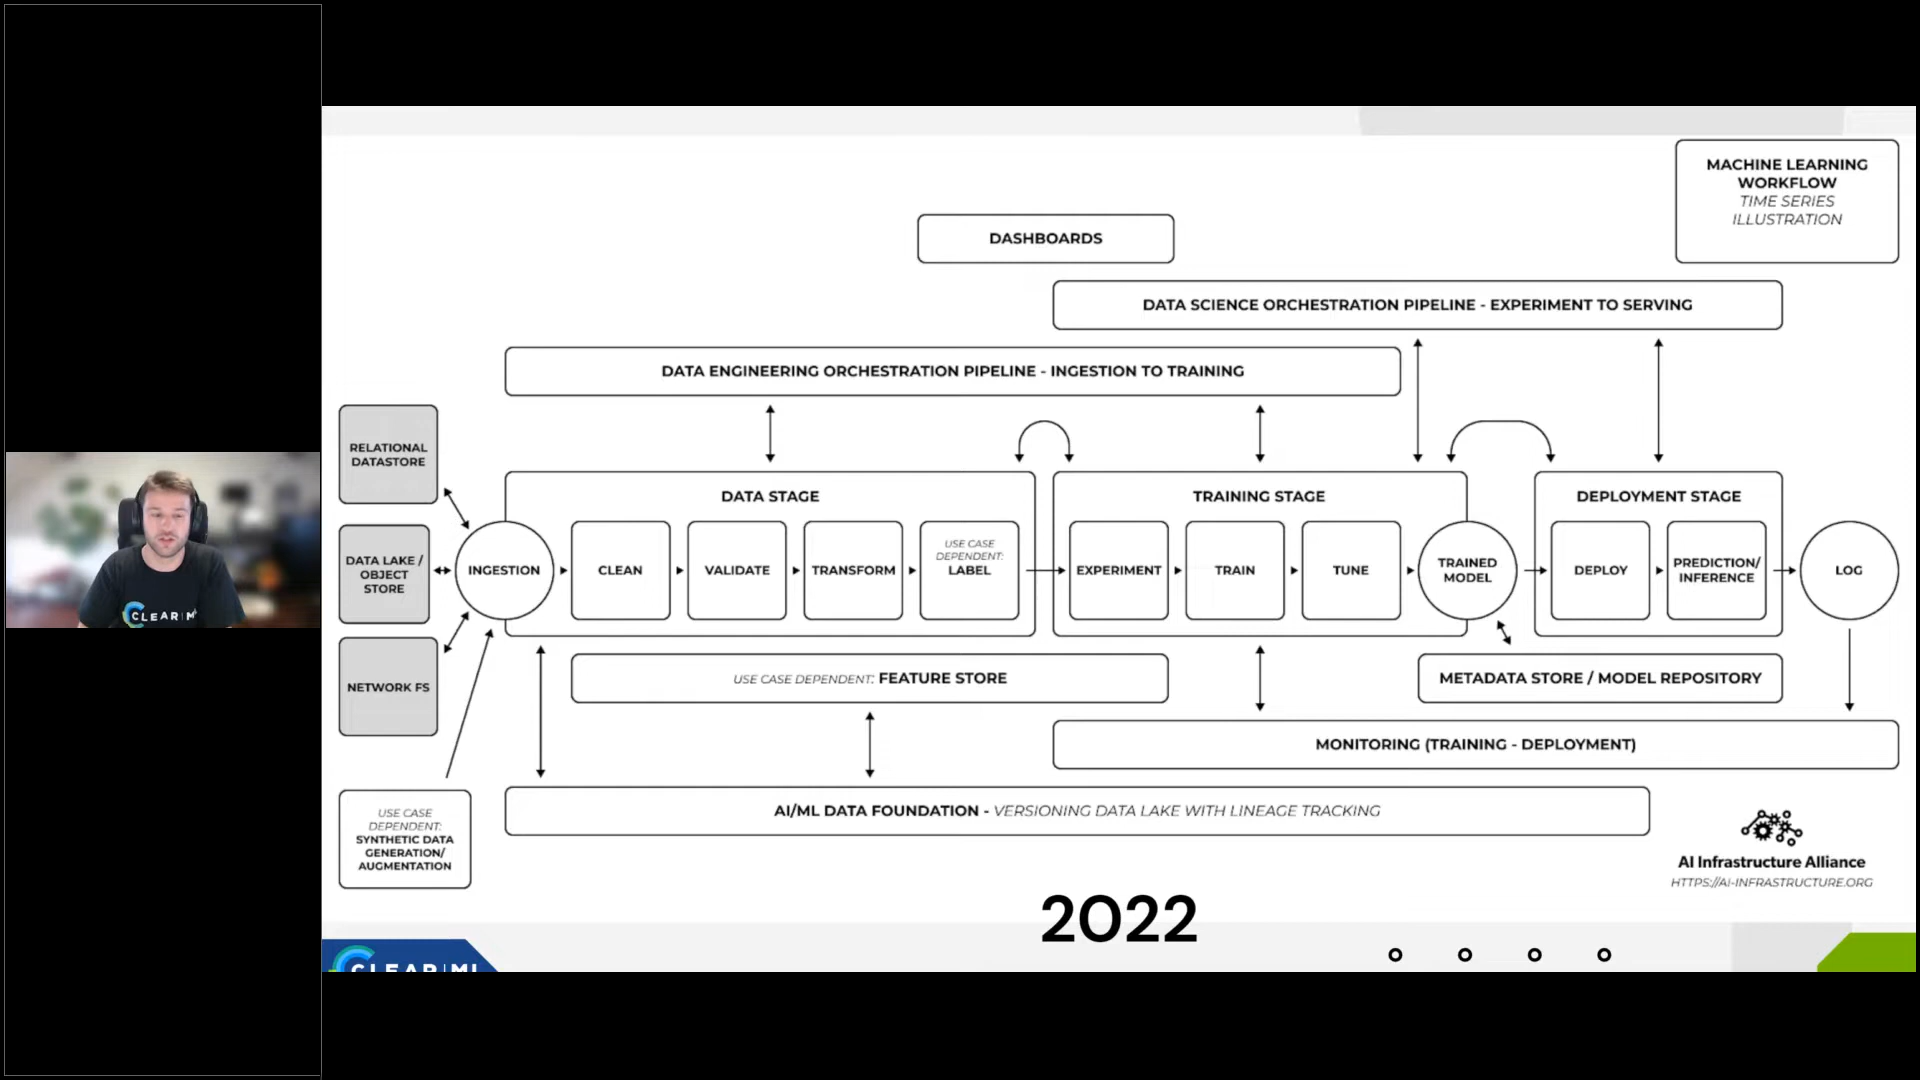 MACHINE LEARNING
WORKFLOW
TIME SERIES
ILLUSTRATION
DASHBOARDS
DATA SCIENCE ORCHESTRATION PIPELINE - EXPERIMENT TO SERVING
DATA ENGINEERING ORCHESTRATION PIPELINE - INGESTION TO TRAINING
RELATIONAL
DATASTORE
DATA LAKE /
OBJECT
STORE
NETWORK FS
INGESTION
DATA STAGE
CLEAN
VALIDATE
TRANSFORM
USE CASE
DEPENDENT:
LABEL
TRAINING STAGE
EXPERIMENT
TRAIN
TUNE
TRAINED
MODEL
DEPLOYMENT STAGE
DEPLOY
PREDICTION/
INFERENCE
LOG
USE CASE DEPENDENT: FEATURE STORE
METADATA STORE / MODEL REPOSITORY
MONITORING (TRAINING - DEPLOYMENT)
USE CASE
DEPENDENT:
SYNTHETIC DATA
GENERATION/
AUGMENTATION
AI/ML DATA FOUNDATION - VERSIONING DATA LAKE WITH LINEAGE TRACKING
AI Infrastructure Alliance
HTTPS://AI-INFRASTRUCTURE.ORG
2022
CLEAR|ML
CLEAR|ML